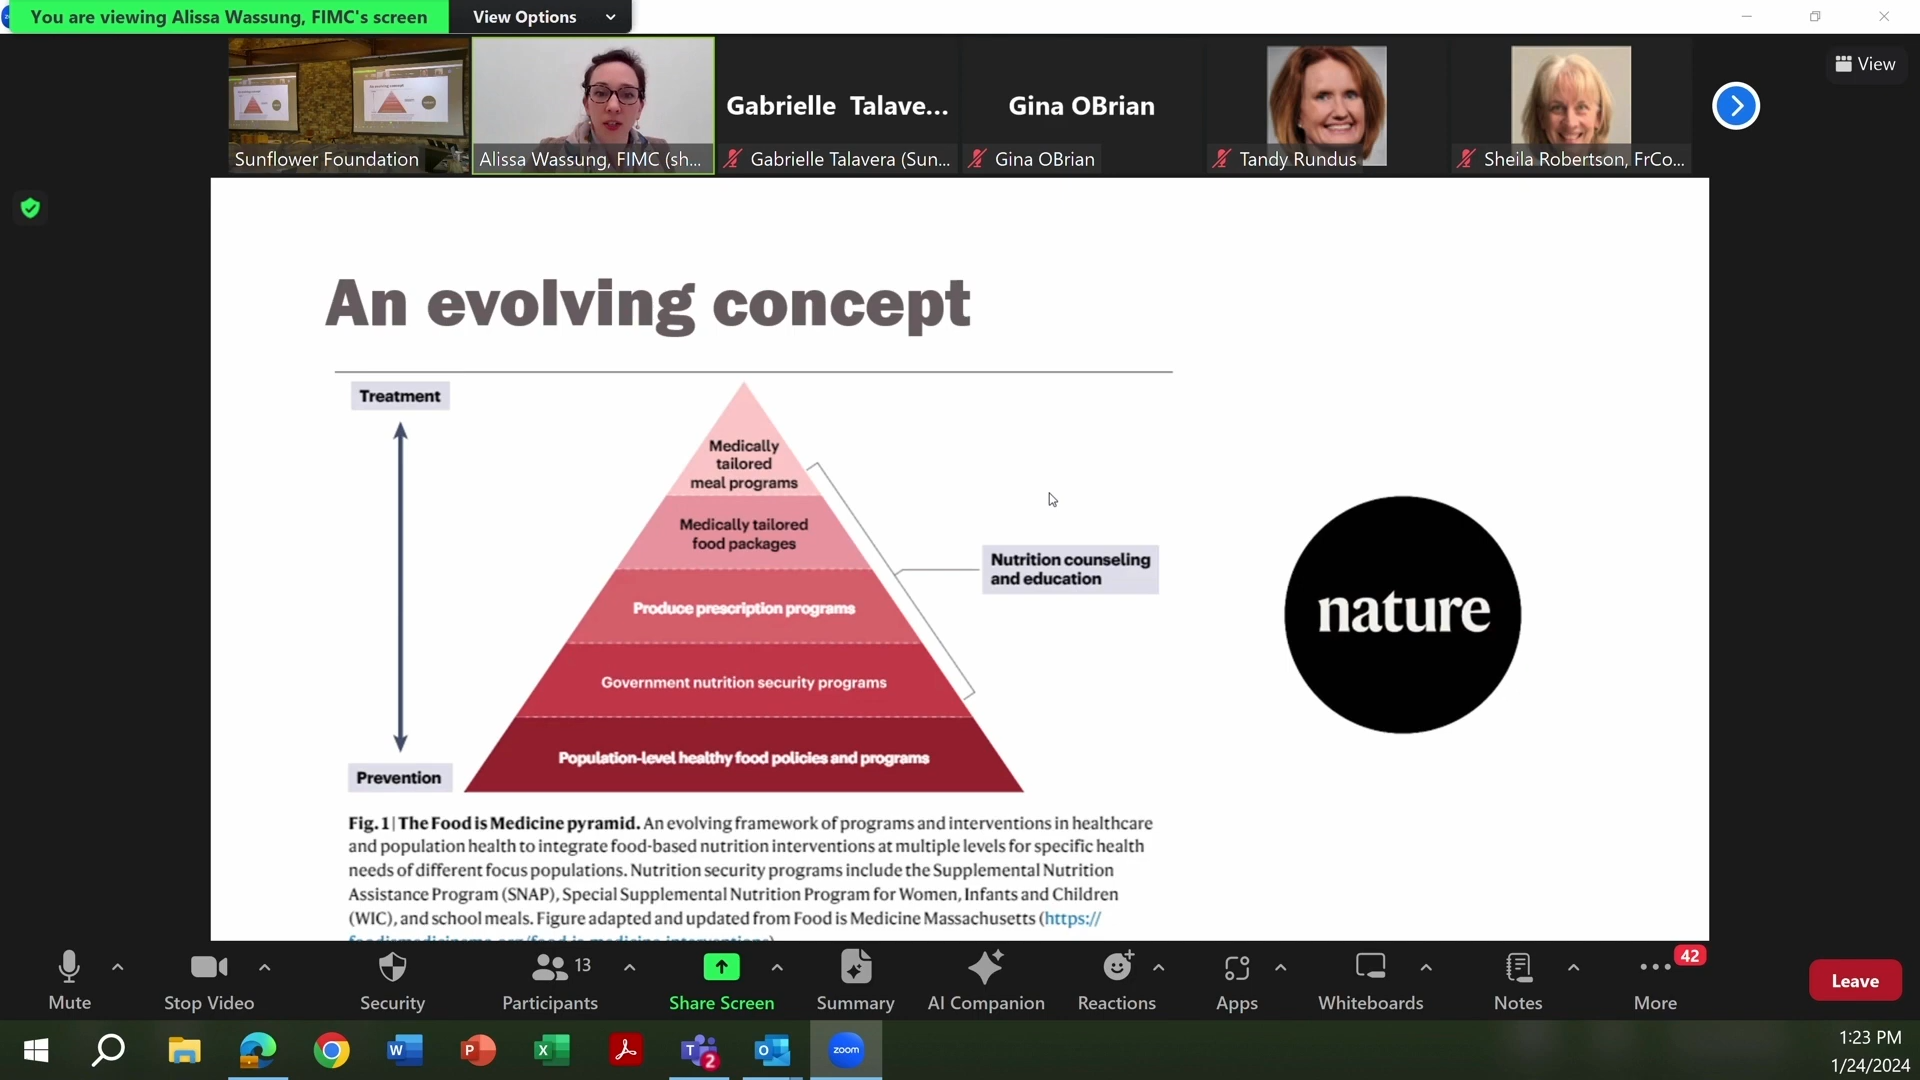 You are viewing Alissa Wassung, FIMC's screen
View Options
View
Gabrielle Talave...
Gina OBrian
Sunflower Foundation
Alissa Wassung, FIMC (sh...
Gabrielle Talavera (Sun...
Gina OBrian
Tandy Rundus
Sheila Robertson, FrCo...
An evolving concept
Treatment
Medically
tailored
meal programs
Medically tailored
food packages
Nutrition counseling
and education
Produce prescription programs
nature
Government nutrition security programs
Population-level healthy food policies and programs
Prevention
Fig. 1 | The Food is Medicine pyramid. An evolving framework of programs and interventions in healthcare
and population health to integrate food-based nutrition interventions at multiple levels for specific health
needs of different focus populations. Nutrition security programs include the Supplemental Nutrition
Assistance Program (SNAP), Special Supplemental Nutrition Program for Women, Infants and Children
(WIC), and school meals. Figure adapted and updated from Food is Medicine Massachusetts (https://
13
42
Mute
Stop Video
Security
Participants
Share Screen
Summary
AI Companion
Reactions
Apps
Whiteboards
Notes
More
Leave
zoom
2
1:23 PM
1/24/2024